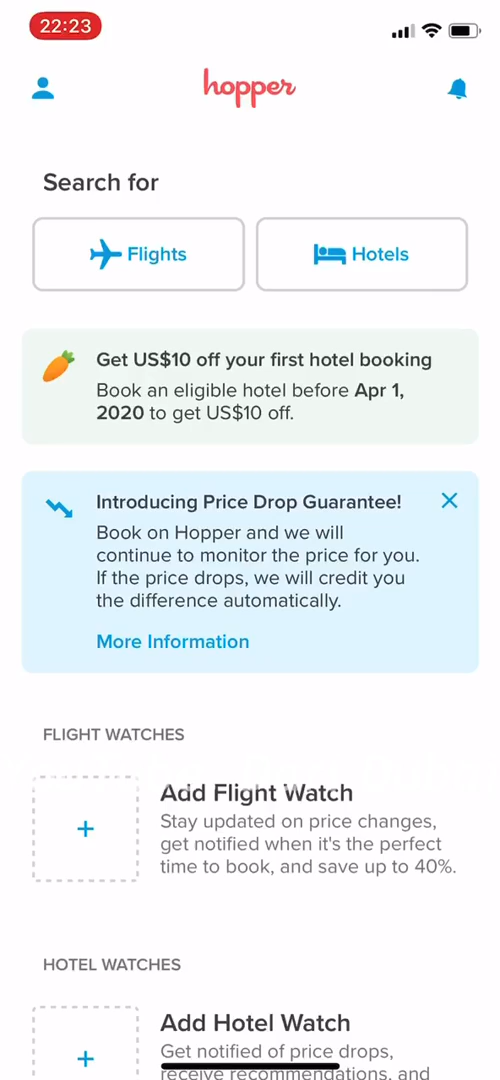 22:23
hopper
Search for
Flights
Hotels
Get US$10 off your first hotel booking
Book an eligible hotel before Apr 1,
2020 to get US$10 off.
Introducing Price Drop Guarantee!
Book on Hopper and we will
continue to monitor the price for you.
If the price drops, we will credit you
the difference automatically.
More Information
FLIGHT WATCHES
+
Add Flight Watch
Stay updated on price changes,
get notified when it's the perfect
time to book, and save up to 40%.
HOTEL WATCHES
+
Add Hotel Watch
Get notified of price drops,
receive recommendations, and